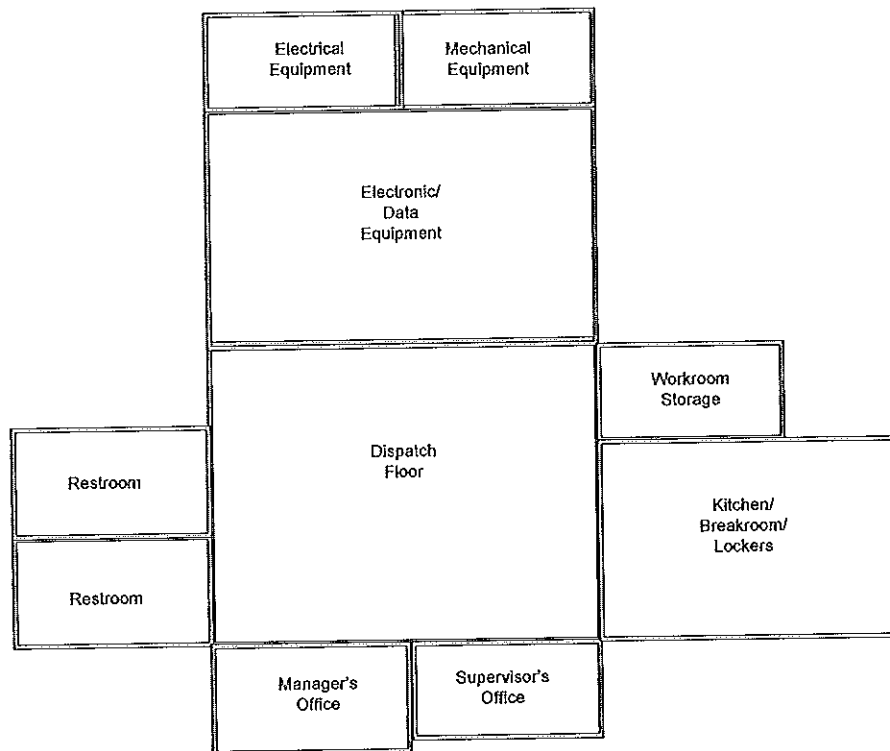 Electrical
Equipment
Mechanical
Equipment
Electronic/
Data
Equipment
Workroom
Storage
Dispatch
Floor
Restroom
Kitchen/
Breakroom/
Lockers
Restroom
Manager's
Office
Supervisor's
Office